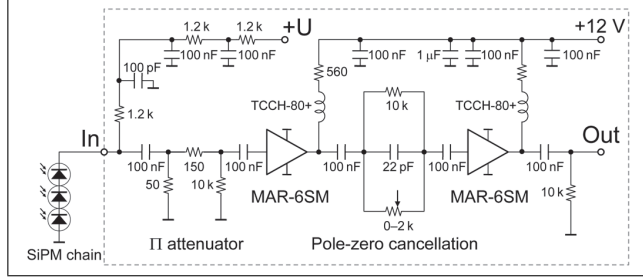 1.2 k 1.2 k +U +12 V
100 nF 100 nF 100 nF 1 µF 100 nF 100 nF
100 pF 560
TCCH-80+ 10 k TCCH-80+
1.2 k
In Out
100 nF 150 100 nF 100 nF 22 pF 100 nF 100 nF
50 10 k 10 k
MAR-6SM MAR-6SM
0–2 k
SiPM chain Π attenuator Pole-zero cancellation